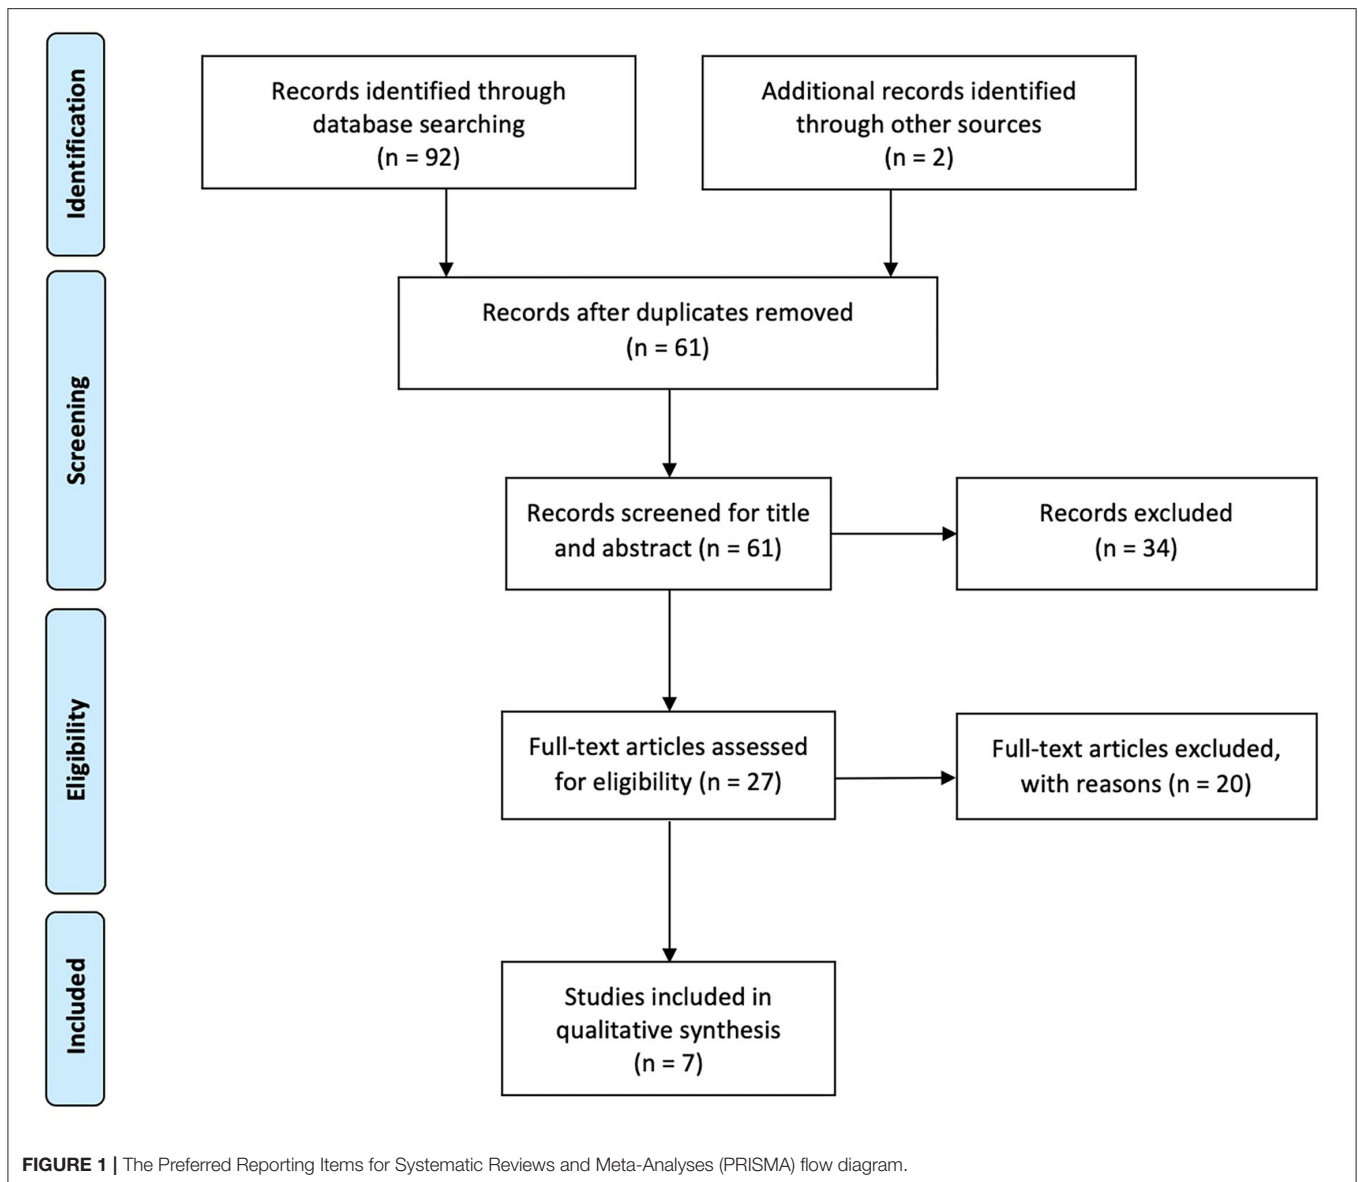 Identification
Records identified through
database searching
(n = 92)
Additional records identified
through other sources
(n = 2)
Screening
Records after duplicates removed
(n = 61)
Records screened for title
and abstract (n = 61)
Records excluded
(n = 34)
Eligibility
Full-text articles assessed
for eligibility (n = 27)
Full-text articles excluded,
with reasons (n = 20)
Included
Studies included in
qualitative synthesis
(n = 7)
FIGURE 1 | The Preferred Reporting Items for Systematic Reviews and Meta-Analyses (PRISMA) flow diagram.